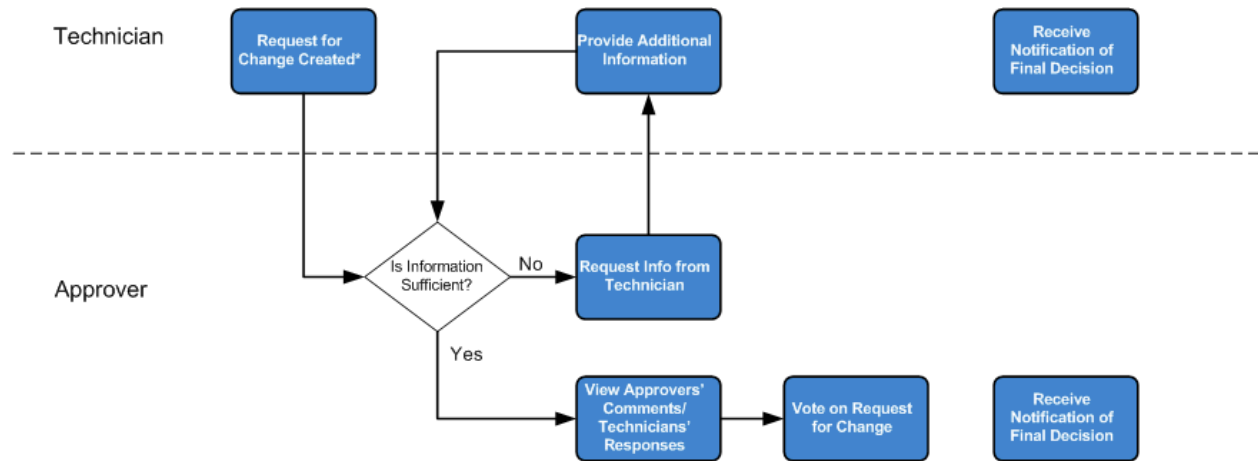 Technician
Request for
Change Created*
Provide Additional
Information
Receive
Notification of
Final Decision
Approver
Is Information
Sufficient?
No
Request Info from
Technician
Yes
View Approvers’
Comments/
Technicians’
Responses
Vote on Request
for Change
Receive
Notification of
Final Decision